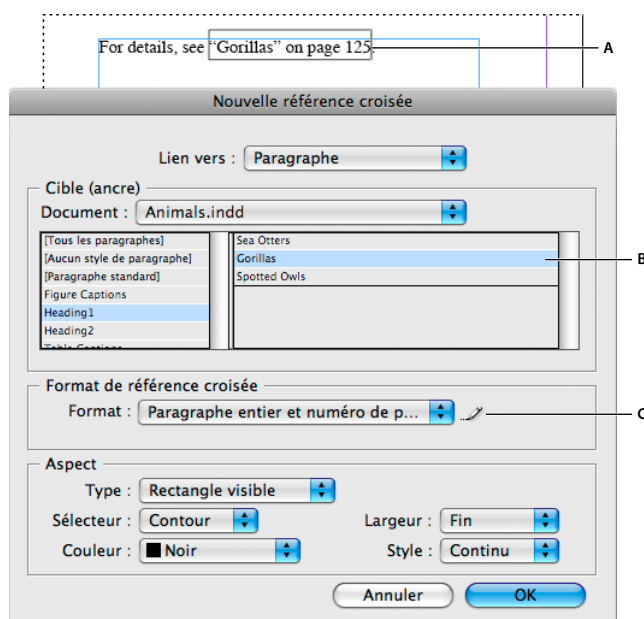 For details, see “Gorillas” on page 125.
A
Nouvelle référence croisée
Lien vers : Paragraphe
Cible (ancre)
Document : Animals.indd
[Tous les paragraphes]
Sea Otters
[Aucun style de paragraphe]
Gorillas
B
[Paragraphe standard]
Spotted Owls
Figure Captions
Heading1
Heading2
Table Captions
Format de référence croisée
Format : Paragraphe entier et numéro de p...
C
Aspect
Type : Rectangle visible
Sélecteur : Contour
Largeur : Fin
Couleur : Noir
Style : Continu
Annuler
OK